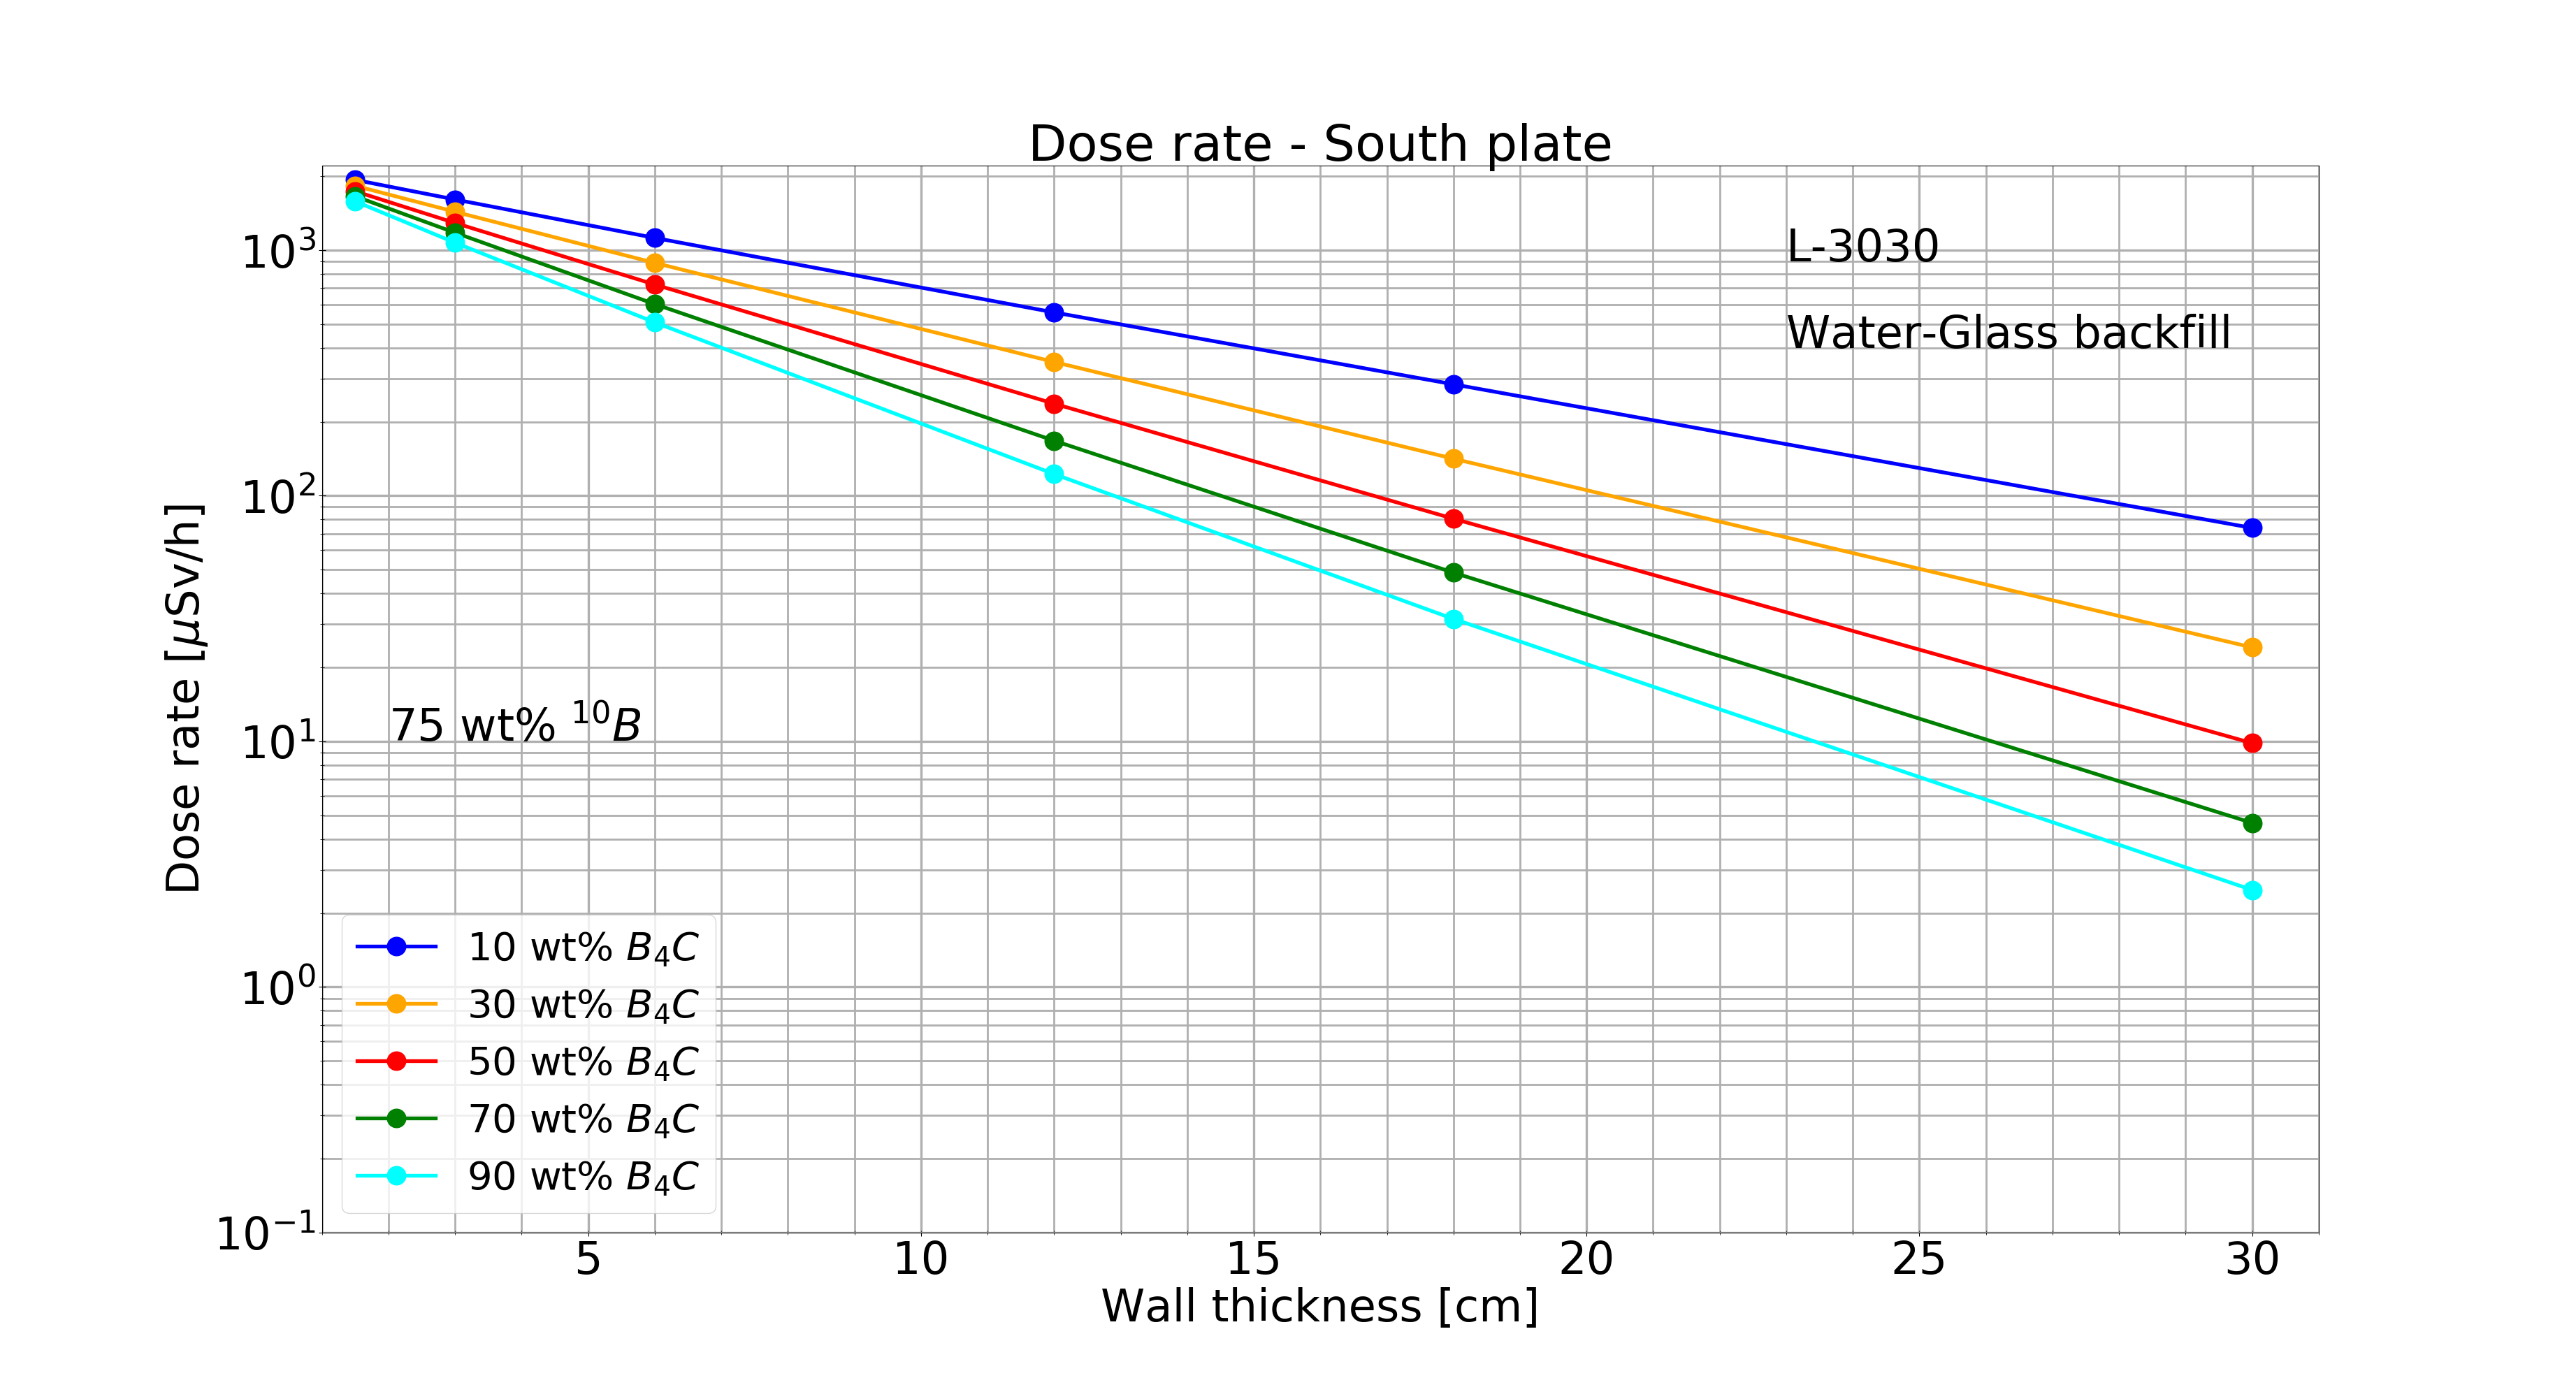 Dose rate - South plate
L-3030
Water-Glass backfill
75 wt% ¹⁰B
10³
10²
10¹
10⁰
10⁻¹
Dose rate [μSv/h]
10 wt% B₄C
30 wt% B₄C
50 wt% B₄C
70 wt% B₄C
90 wt% B₄C
5 10 15 20 25 30
Wall thickness [cm]